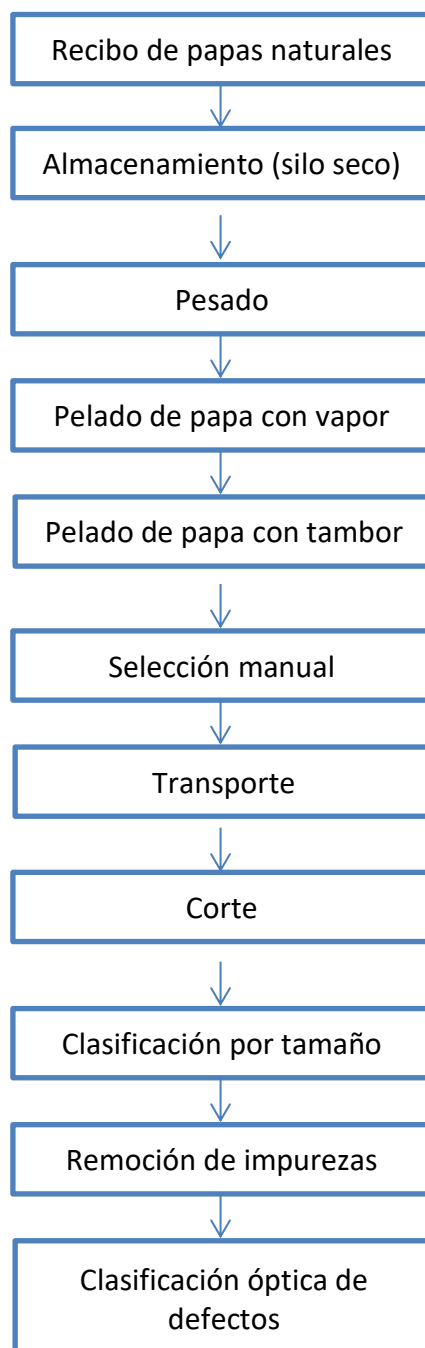 Recibo de papas naturales
Almacenamiento (silo seco)
Pesado
Pelado de papa con vapor
Pelado de papa con tambor
Selección manual
Transporte
Corte
Clasificación por tamaño
Remoción de impurezas
Clasificación óptica de
defectos